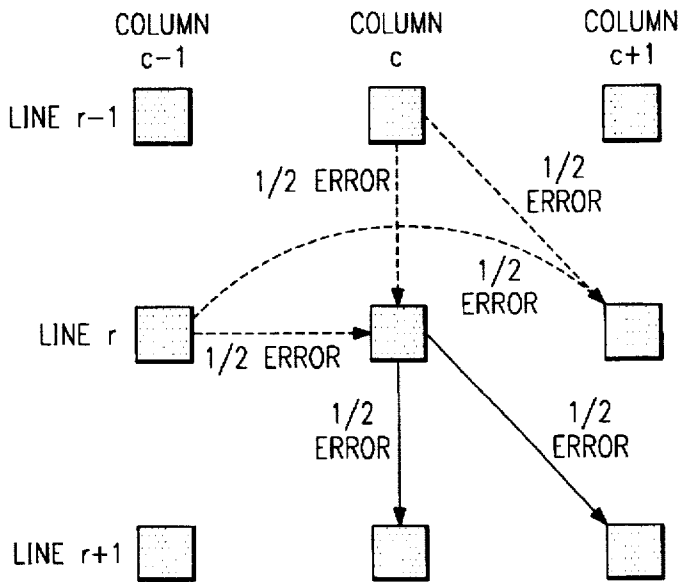 COLUMN
c-1
COLUMN
c
COLUMN
c+1
LINE r-1
1/2 ERROR
1/2
ERROR
1/2
ERROR
LINE r
1/2 ERROR
1/2
ERROR
1/2
ERROR
LINE r+1